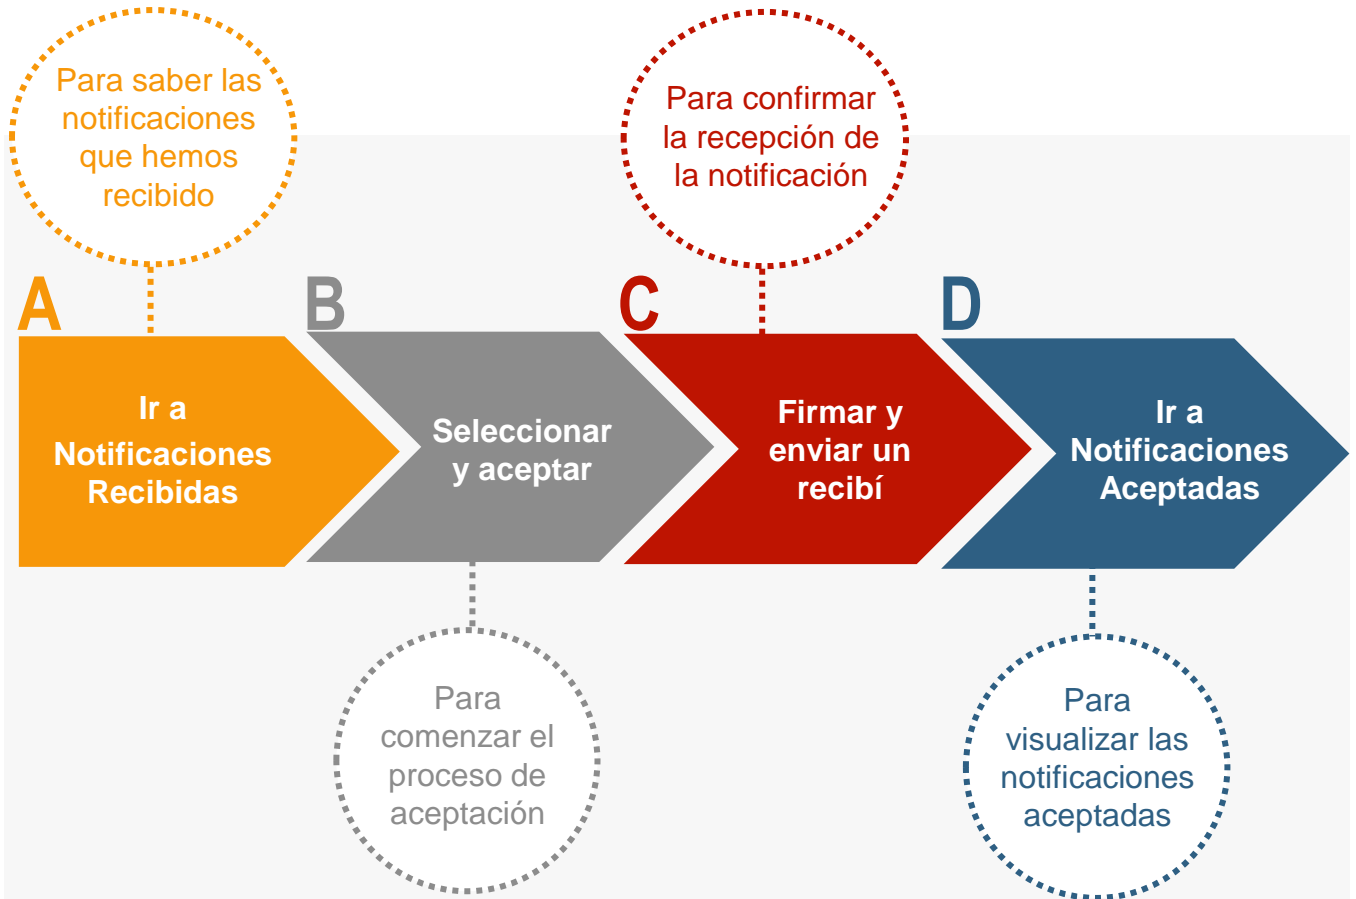 Para saber las
notificaciones
que hemos
recibido
Para confirmar
la recepción de
la notificación
A
B
C
D
Ir a
Notificaciones
Recibidas
Seleccionar
y aceptar
Firmar y
enviar un
recibí
Ir a
Notificaciones
Aceptadas
Para
comenzar el
proceso de
aceptación
Para
visualizar las
notificaciones
aceptadas